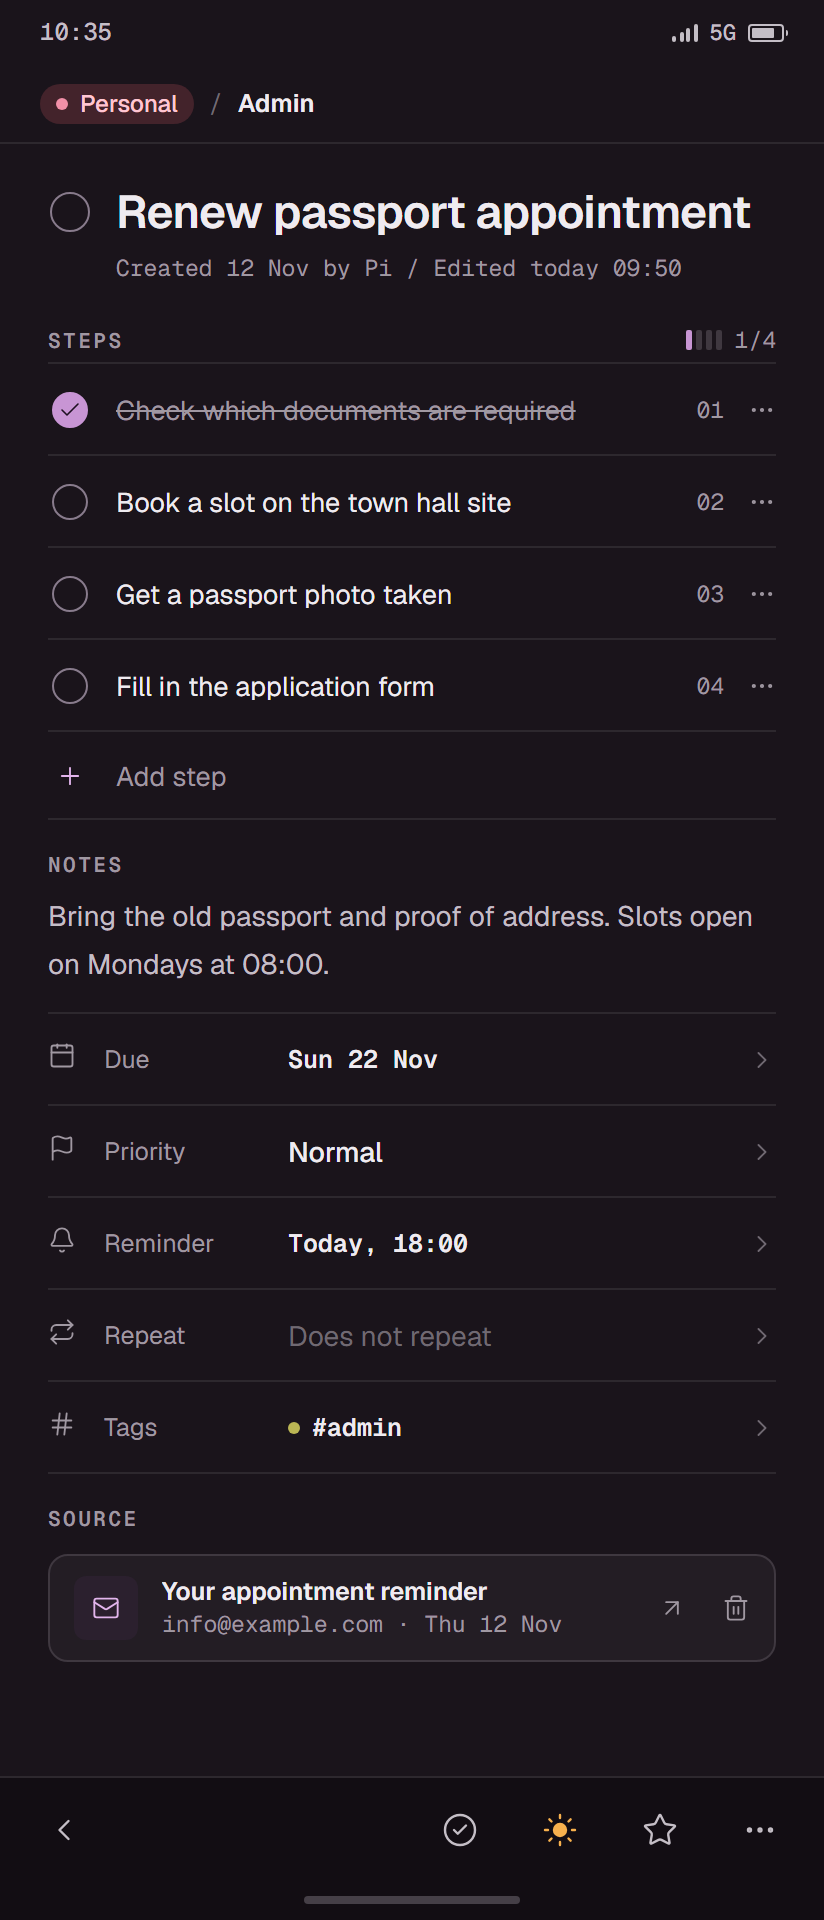 10:35 5G
Personal / Admin
Renew passport appointment
Created 12 Nov by Pi / Edited today 09:50
STEPS 1/4
Check which documents are required 01
Book a slot on the town hall site 02
Get a passport photo taken 03
Fill in the application form 04
Add step
NOTES
Bring the old passport and proof of address. Slots open
on Mondays at 08:00.
Due Sun 22 Nov
Priority Normal
Reminder Today, 18:00
Repeat Does not repeat
Tags #admin
SOURCE
Your appointment reminder
info@example.com · Thu 12 Nov